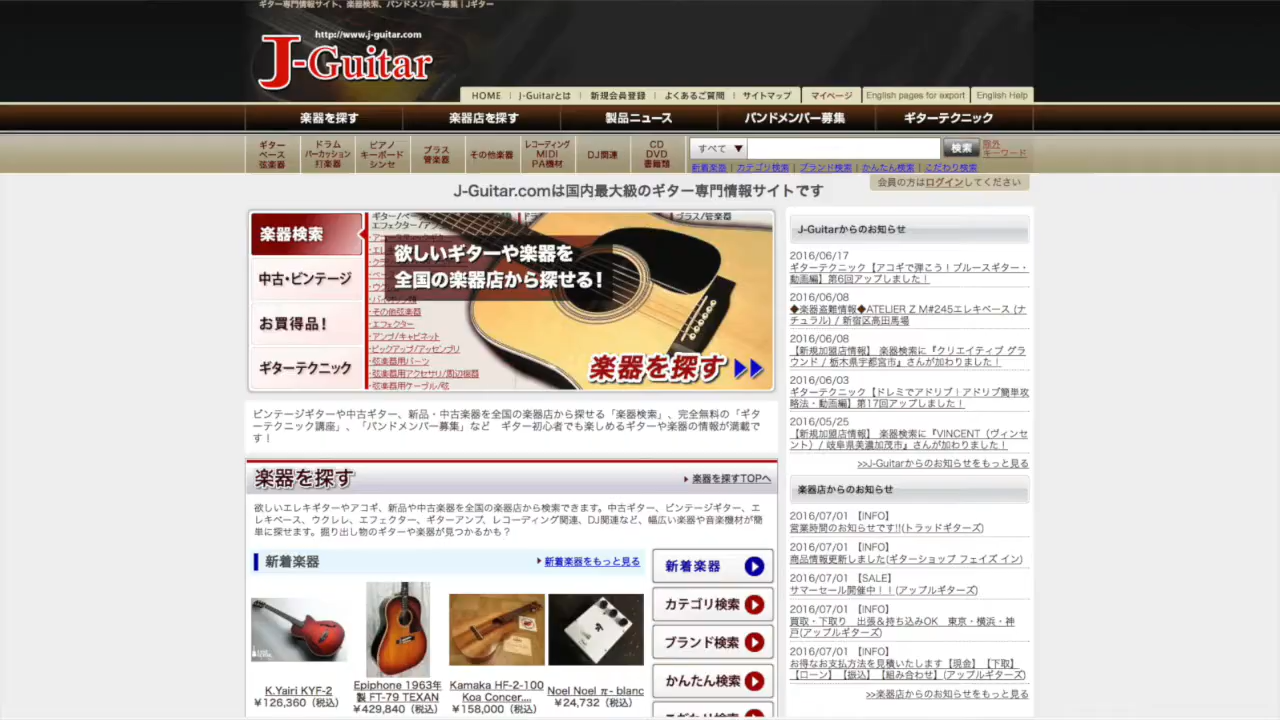 ギター専門情報サイト、楽器検索、バンドメンバー募集 | Jギター
http://www.j-guitar.com
J-Guitar
HOME | J-Guitarとは | 新規会員登録 | よくあるご質問 | サイトマップ マイページ English pages for export English Help
楽器を探す 楽器店を探す 製品ニュース バンドメンバー募集 ギターテクニック
ギター ベース 弦楽器
ドラム パーカッション 打楽器
ピアノ キーボード シンセ
ブラス 管楽器
その他楽器
レコーディング MIDI PA機材
DJ関連
CD DVD 書籍類
すべて ▼ 検索 除外キーワード
新着楽器 | カテゴリ検索 | ブランド検索 | かんたん検索 | こだわり検索
会員の方はログインしてください
J-Guitar.comは国内最大級のギター専門情報サイトです
楽器検索
中古・ビンテージ
お買得品!
ギターテクニック
ブラス/管楽器
欲しいギターや楽器を
全国の楽器店から探せる!
・その他弦楽器
・エフェクター
・アンプ/キャビネット
・ピックアップ/アッセンブリ
・弦楽器用パーツ
・弦楽器用アクセサリ/周辺機器
・弦楽器用ケーブル/弦
楽器を探す
ビンテージギターや中古ギター、新品・中古楽器を全国の楽器店から探せる「楽器検索」、完全無料の「ギ
ターテクニック講座」、「バンドメンバー募集」など ギター初心者でも楽しめるギターや楽器の情報が満載で
す!
楽器を探す
楽器を探すTOPへ
欲しいエレキギターやアコギ、新品や中古楽器を全国の楽器店から検索できます。中古ギター、ビンテージギター、エ
レキベース、ウクレレ、エフェクター、ギターアンプ、レコーディング関連、DJ関連など、幅広い楽器や音楽機材が簡
単に探せます。掘り出し物のギターや楽器が見つかるかも?
新着楽器
新着楽器をもっと見る
K.Yairi KYF-2
¥126,360（税込）
Epiphone 1963年
製 FT-79 TEXAN
¥429,840（税込）
Kamaka HF-2-100
Koa Concer....
¥158,000（税込）
Noel Noel π- blanc
¥24,732（税込）
新着楽器
カテゴリ検索
ブランド検索
かんたん検索
こだわり検索
J-Guitarからのお知らせ
2016/06/17
ギターテクニック【アコギで弾こう!ブルースギター・
動画編】第6回アップしました!
2016/06/08
◆楽器盗難情報◆ATELIER Z M#245エレキベース (ナ
チュラル) / 新宿区高田馬場
2016/06/08
【新規加盟店情報】 楽器検索に『クリエイティブ グラ
ウンド / 栃木県宇都宮市』さんが加わりました!
2016/06/03
ギターテクニック【ドレミでアドリブ!アドリブ簡単攻
略法・動画編】第17回アップしました!
2016/05/25
【新規加盟店情報】 楽器検索に『VINCENT（ヴィンセ
ント）/ 岐阜県美濃加茂市』さんが加わりました!
>>J-Guitarからのお知らせをもっと見る
楽器店からのお知らせ
2016/07/01 【INFO】
営業時間のお知らせです!!(トラッドギターズ)
2016/07/01 【INFO】
商品情報更新しました(ギターショップ フェイズ イン)
2016/07/01 【SALE】
サマーセール開催中!!(アップルギターズ)
2016/07/01 【INFO】
買取・下取り 出張＆持ち込みOK 東京・横浜・神
戸(アップルギターズ)
2016/07/01 【INFO】
お得なお支払方法を見積いたします【現金】【下取】
【ローン】【振込】【組み合わせ】(アップルギターズ)
>>楽器店からのお知らせをもっと見る